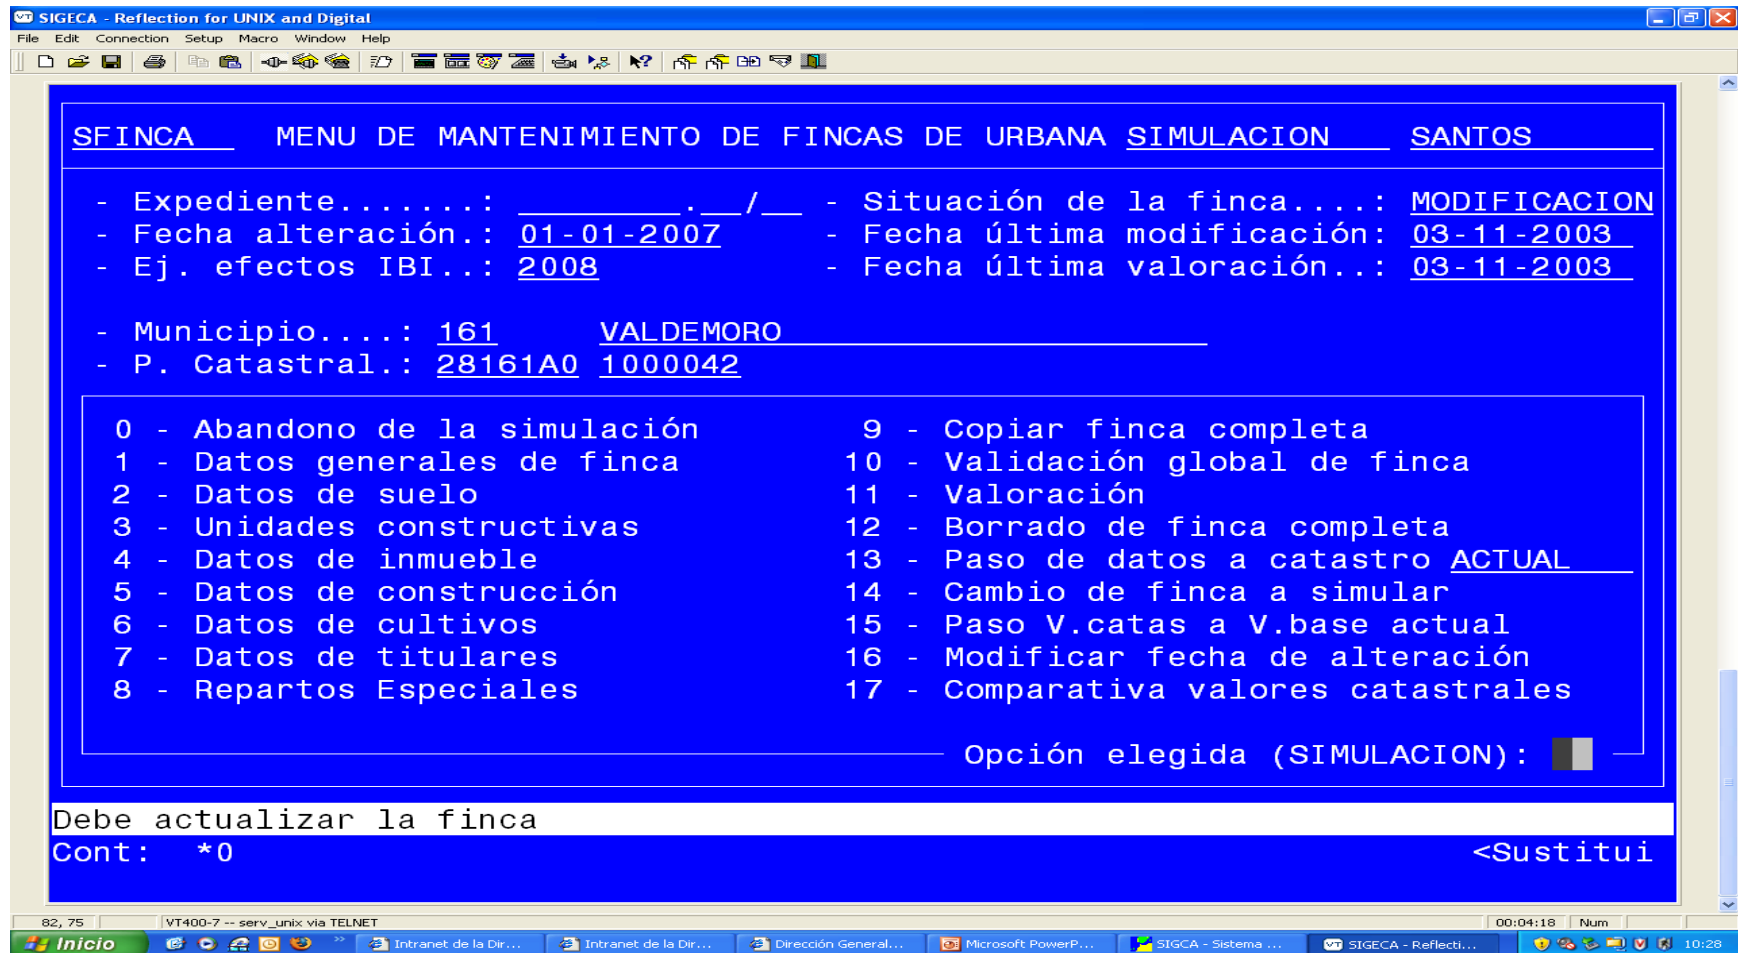 SIGECA - Reflection for UNIX and Digital
File Edit Connection Setup Macro Window Help
SFINCA MENU DE MANTENIMIENTO DE FINCAS DE URBANA SIMULACION SANTOS
- Expediente.......: ________.__/__ - Situación de la finca....: MODIFICACION
- Fecha alteración.: 01-01-2007 - Fecha última modificación: 03-11-2003
- Ej. efectos IBI..: 2008 - Fecha última valoración..: 03-11-2003
- Municipio....: 161 VALDEMORO
- P. Catastral.: 28161A0 1000042
0 - Abandono de la simulación 9 - Copiar finca completa
1 - Datos generales de finca 10 - Validación global de finca
2 - Datos de suelo 11 - Valoración
3 - Unidades constructivas 12 - Borrado de finca completa
4 - Datos de inmueble 13 - Paso de datos a catastro ACTUAL
5 - Datos de construcción 14 - Cambio de finca a simular
6 - Datos de cultivos 15 - Paso V.catas a V.base actual
7 - Datos de titulares 16 - Modificar fecha de alteración
8 - Repartos Especiales 17 - Comparativa valores catastrales
Opción elegida (SIMULACION):
Debe actualizar la finca
Cont: *0 <Sustitui
82, 75 VT400-7 -- serv_unix via TELNET 00:04:18 Num
Inicio Intranet de la Dir... Intranet de la Dir... Dirección General... Microsoft PowerP... SIGCA - Sistema ... SIGECA - Reflecti... 10:28